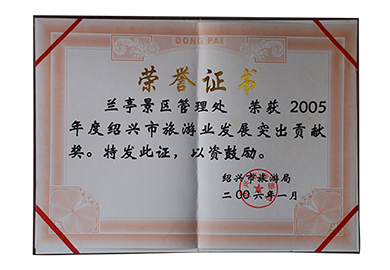 DONG PAI
荣誉证书
兰亭景区管理处 荣获 2005
年度绍兴市旅游业发展突出贡献
奖。特发此证，以资鼓励。
绍兴市旅游局
二00六年一月